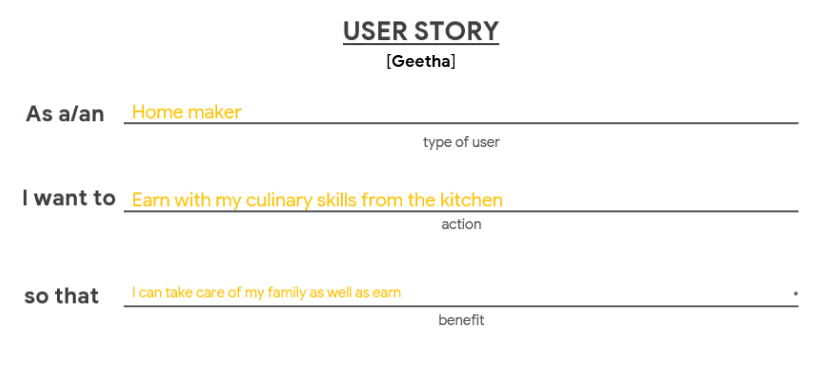 USER STORY
[Geetha]
As a/an Home maker
type of user
I want to Earn with my culinary skills from the kitchen
action
so that I can take care of my family as well as earn .
benefit